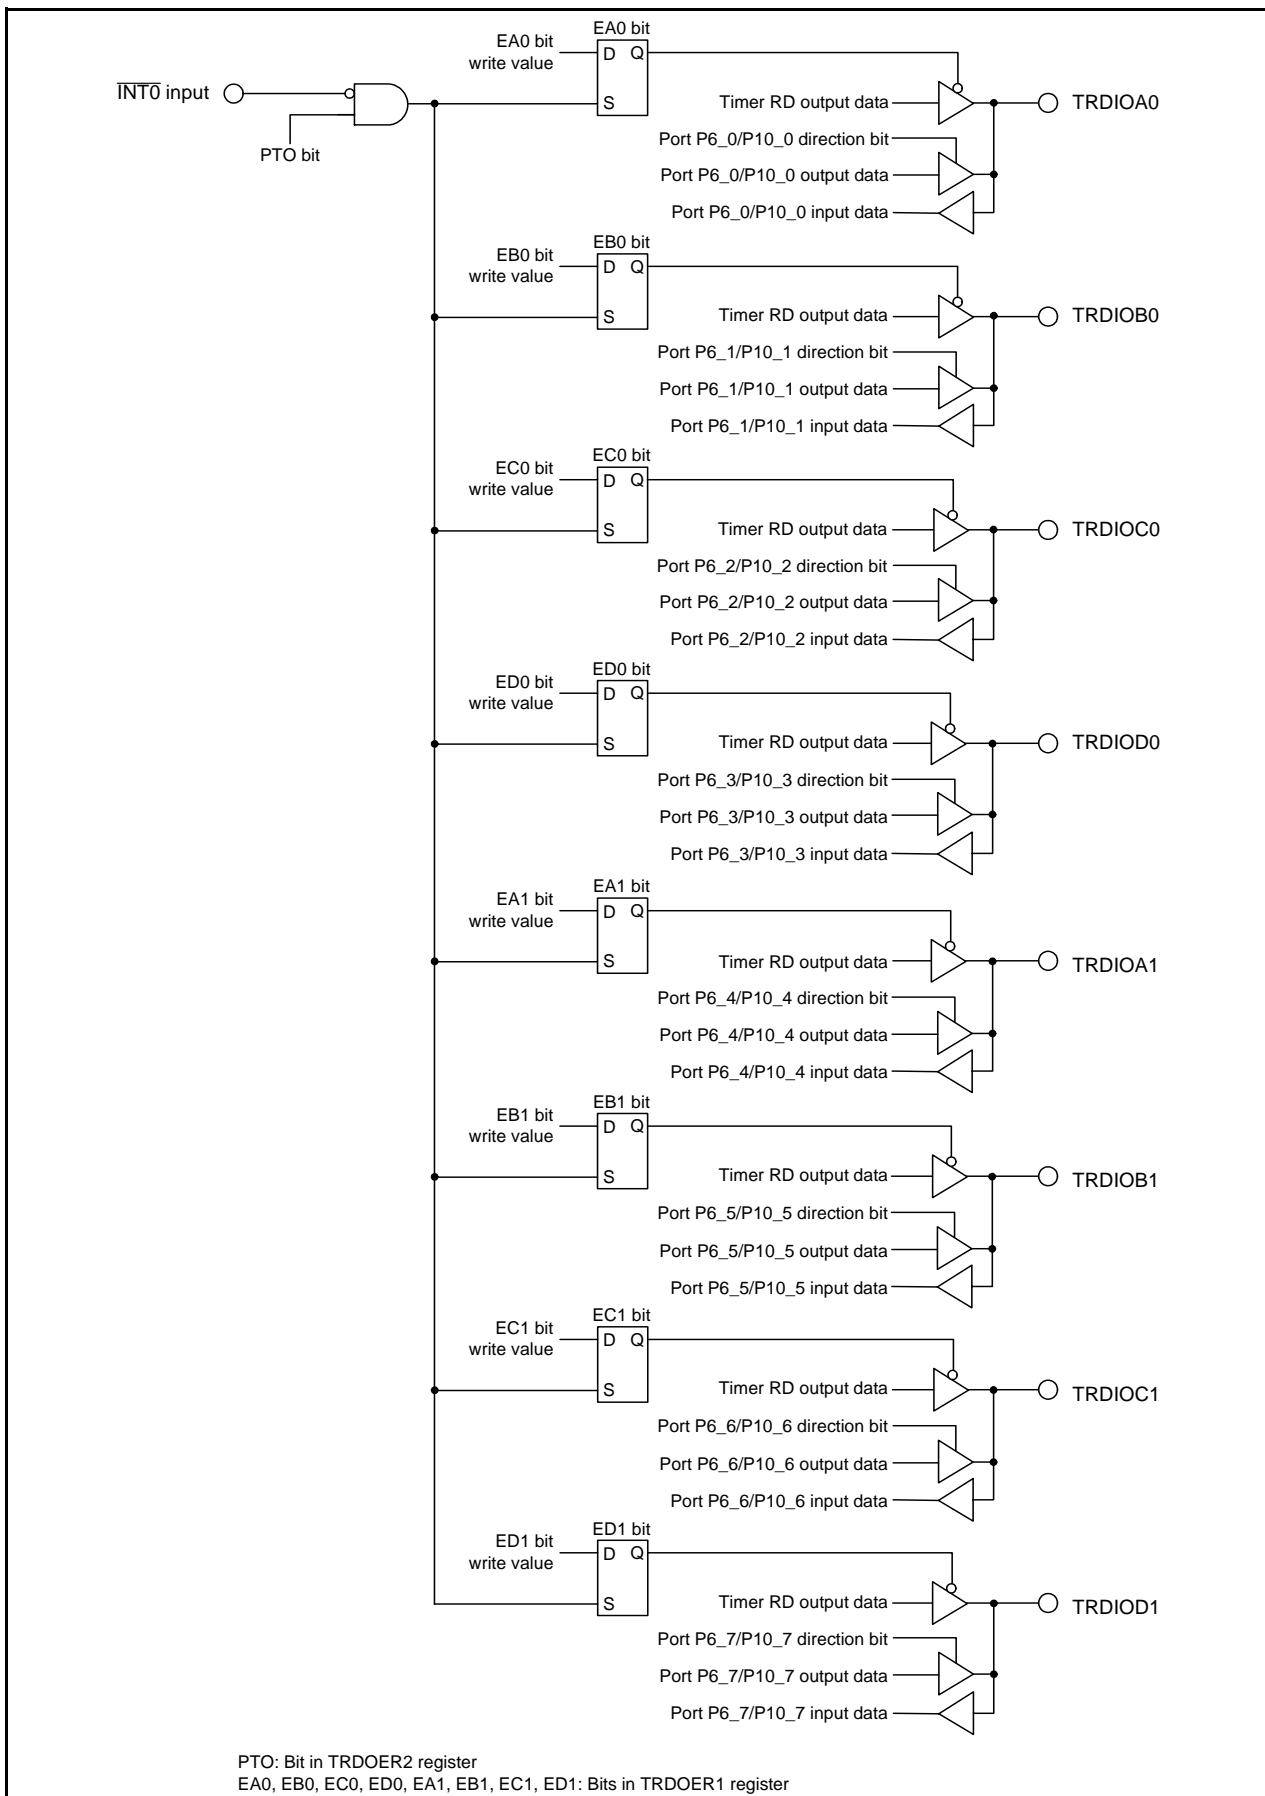 EA0 bit
EA0 bit
write value
D Q
S
INT0 input
PTO bit
Timer RD output data
TRDIOA0
Port P6_0/P10_0 direction bit
Port P6_0/P10_0 output data
Port P6_0/P10_0 input data
EB0 bit
EB0 bit
write value
D Q
S
Timer RD output data
TRDIOB0
Port P6_1/P10_1 direction bit
Port P6_1/P10_1 output data
Port P6_1/P10_1 input data
EC0 bit
EC0 bit
write value
D Q
S
Timer RD output data
TRDIOC0
Port P6_2/P10_2 direction bit
Port P6_2/P10_2 output data
Port P6_2/P10_2 input data
ED0 bit
ED0 bit
write value
D Q
S
Timer RD output data
TRDIOD0
Port P6_3/P10_3 direction bit
Port P6_3/P10_3 output data
Port P6_3/P10_3 input data
EA1 bit
EA1 bit
write value
D Q
S
Timer RD output data
TRDIOA1
Port P6_4/P10_4 direction bit
Port P6_4/P10_4 output data
Port P6_4/P10_4 input data
EB1 bit
EB1 bit
write value
D Q
S
Timer RD output data
TRDIOB1
Port P6_5/P10_5 direction bit
Port P6_5/P10_5 output data
Port P6_5/P10_5 input data
EC1 bit
EC1 bit
write value
D Q
S
Timer RD output data
TRDIOC1
Port P6_6/P10_6 direction bit
Port P6_6/P10_6 output data
Port P6_6/P10_6 input data
ED1 bit
ED1 bit
write value
D Q
S
Timer RD output data
TRDIOD1
Port P6_7/P10_7 direction bit
Port P6_7/P10_7 output data
Port P6_7/P10_7 input data
PTO: Bit in TRDOER2 register
EA0, EB0, EC0, ED0, EA1, EB1, EC1, ED1: Bits in TRDOER1 register